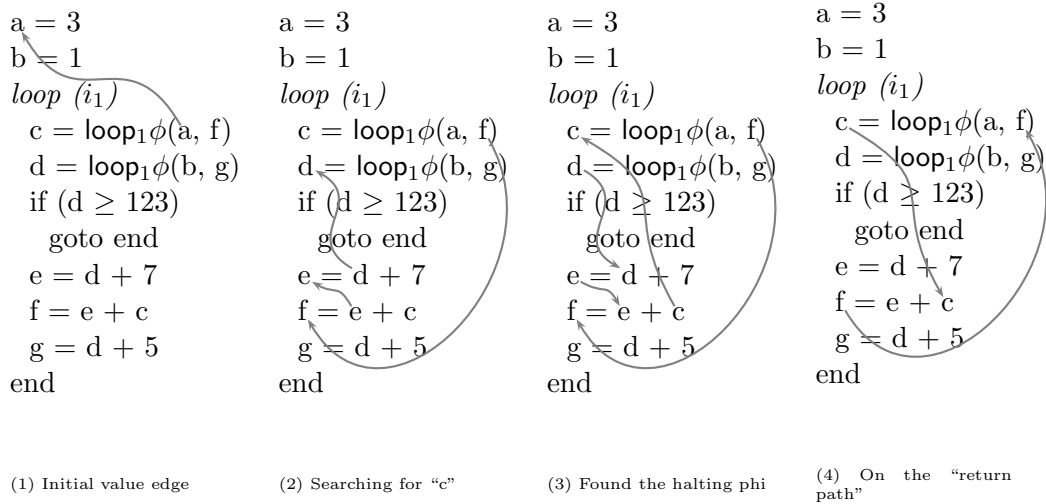 a = 3
b = 1
loop (i₁)
c = loop₁ϕ(a, f)
d = loop₁ϕ(b, g)
if (d ≥ 123)
goto end
e = d + 7
f = e + c
g = d + 5
end
(1) Initial value edge
a = 3
b = 1
loop (i₁)
c = loop₁ϕ(a, f)
d = loop₁ϕ(b, g)
if (d ≥ 123)
goto end
e = d + 7
f = e + c
g = d + 5
end
(2) Searching for “c”
a = 3
b = 1
loop (i₁)
c = loop₁ϕ(a, f)
d = loop₁ϕ(b, g)
if (d ≥ 123)
goto end
e = d + 7
f = e + c
g = d + 5
end
(3) Found the halting phi
a = 3
b = 1
loop (i₁)
c = loop₁ϕ(a, f)
d = loop₁ϕ(b, g)
if (d ≥ 123)
goto end
e = d + 7
f = e + c
g = d + 5
end
(4) On the “return
path”